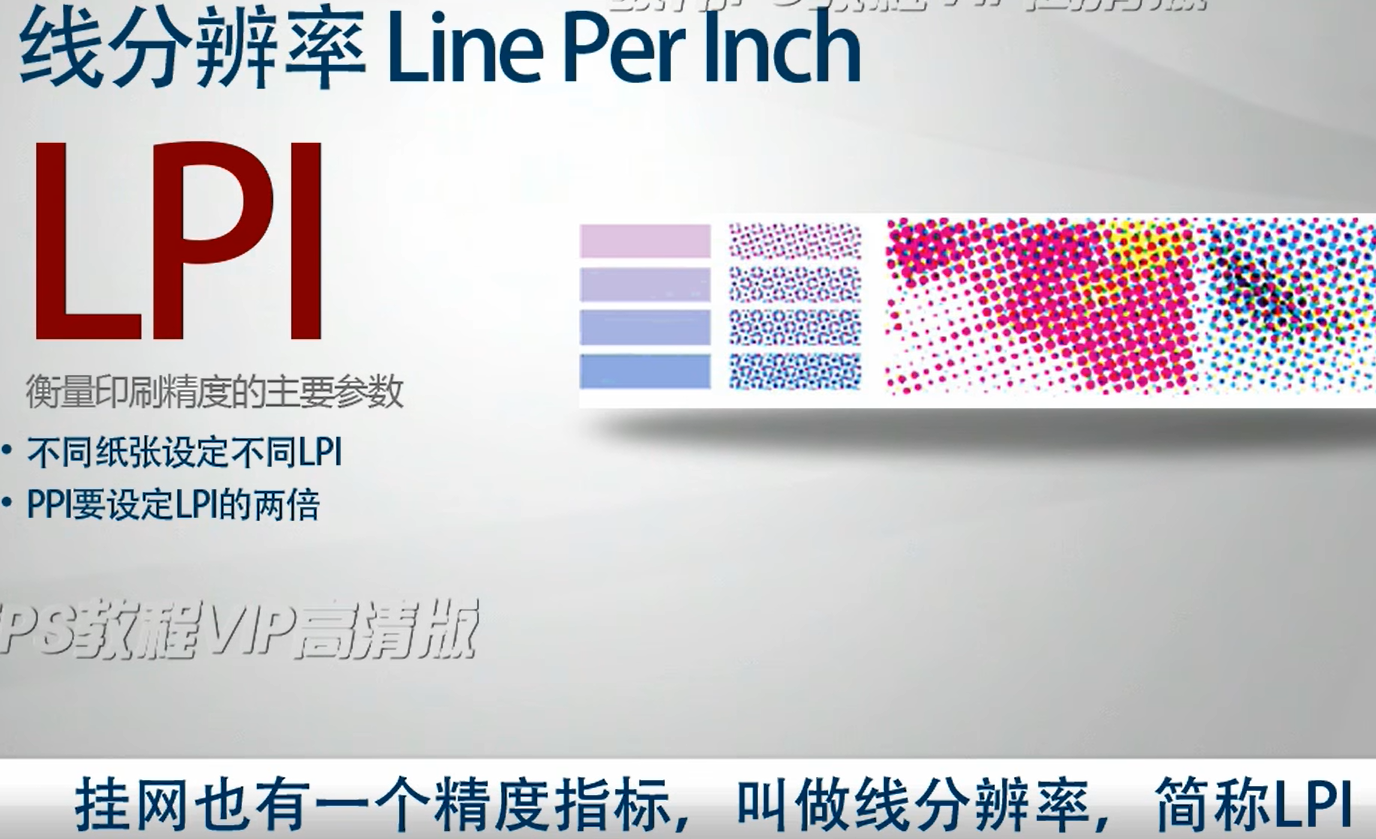 线分辨率 Line Per Inch
LPI
衡量印刷精度的主要参数
• 不同纸张设定不同LPI
• PPI要设定LPI的两倍
PS教程VIP高清版
挂网也有一个精度指标，叫做线分辨率，简称LPI